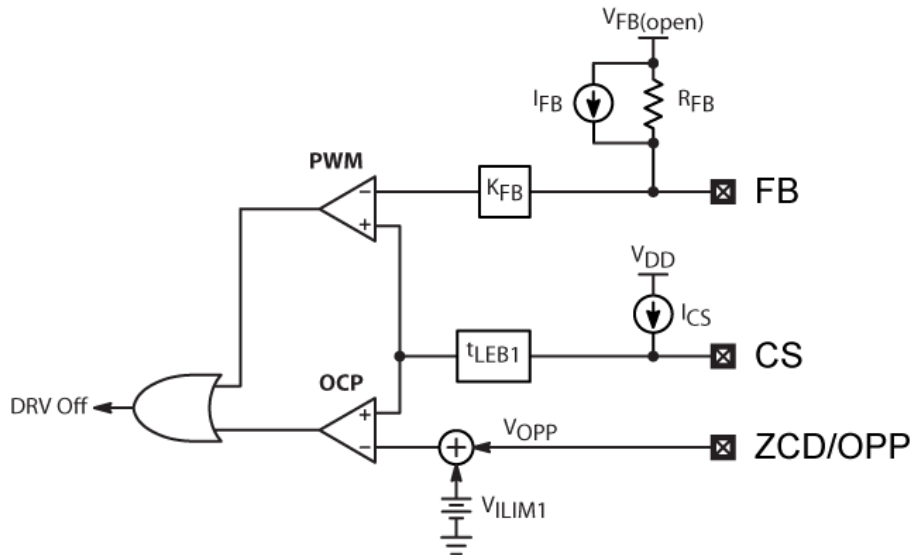 VFB(open)
IFB
RFB
PWM
−
+
KFB
FB
VDD
ICS
tLEB1
CS
OCP
+
−
DRV Off
VOPP
ZCD/OPP
+
VILIM1